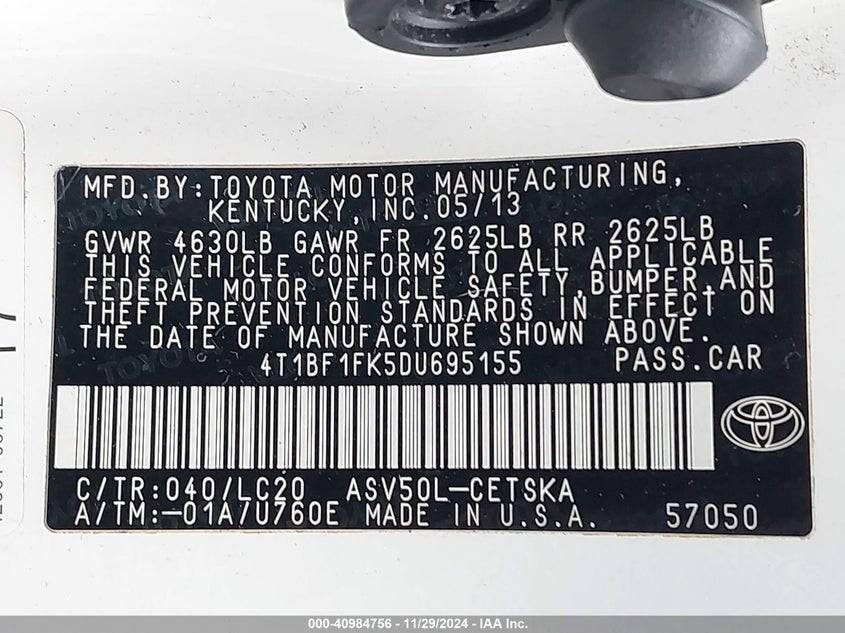 MFD.BY:TOYOTA MOTOR MANUFACTURING,
KENTUCKY,INC.05/13
GVWR 4630LB GAWR FR 2625LB RR 2625LB
THIS VEHICLE CONFORMS TO ALL APPLICABLE
FEDERAL MOTOR VEHICLE SAFETY,BUMPER,AND
THEFT PREVENTION STANDARDS IN EFFECT ON
THE DATE OF MANUFACTURE SHOWN ABOVE.
4T1BF1FK5DU695155 PASS.CAR
C/TR:040/LC20 ASV50L-CETSKA
A/TM:-01A/U760E MADE IN U.S.A. 57050
000-40984756 - 11/29/2024 - IAA Inc.